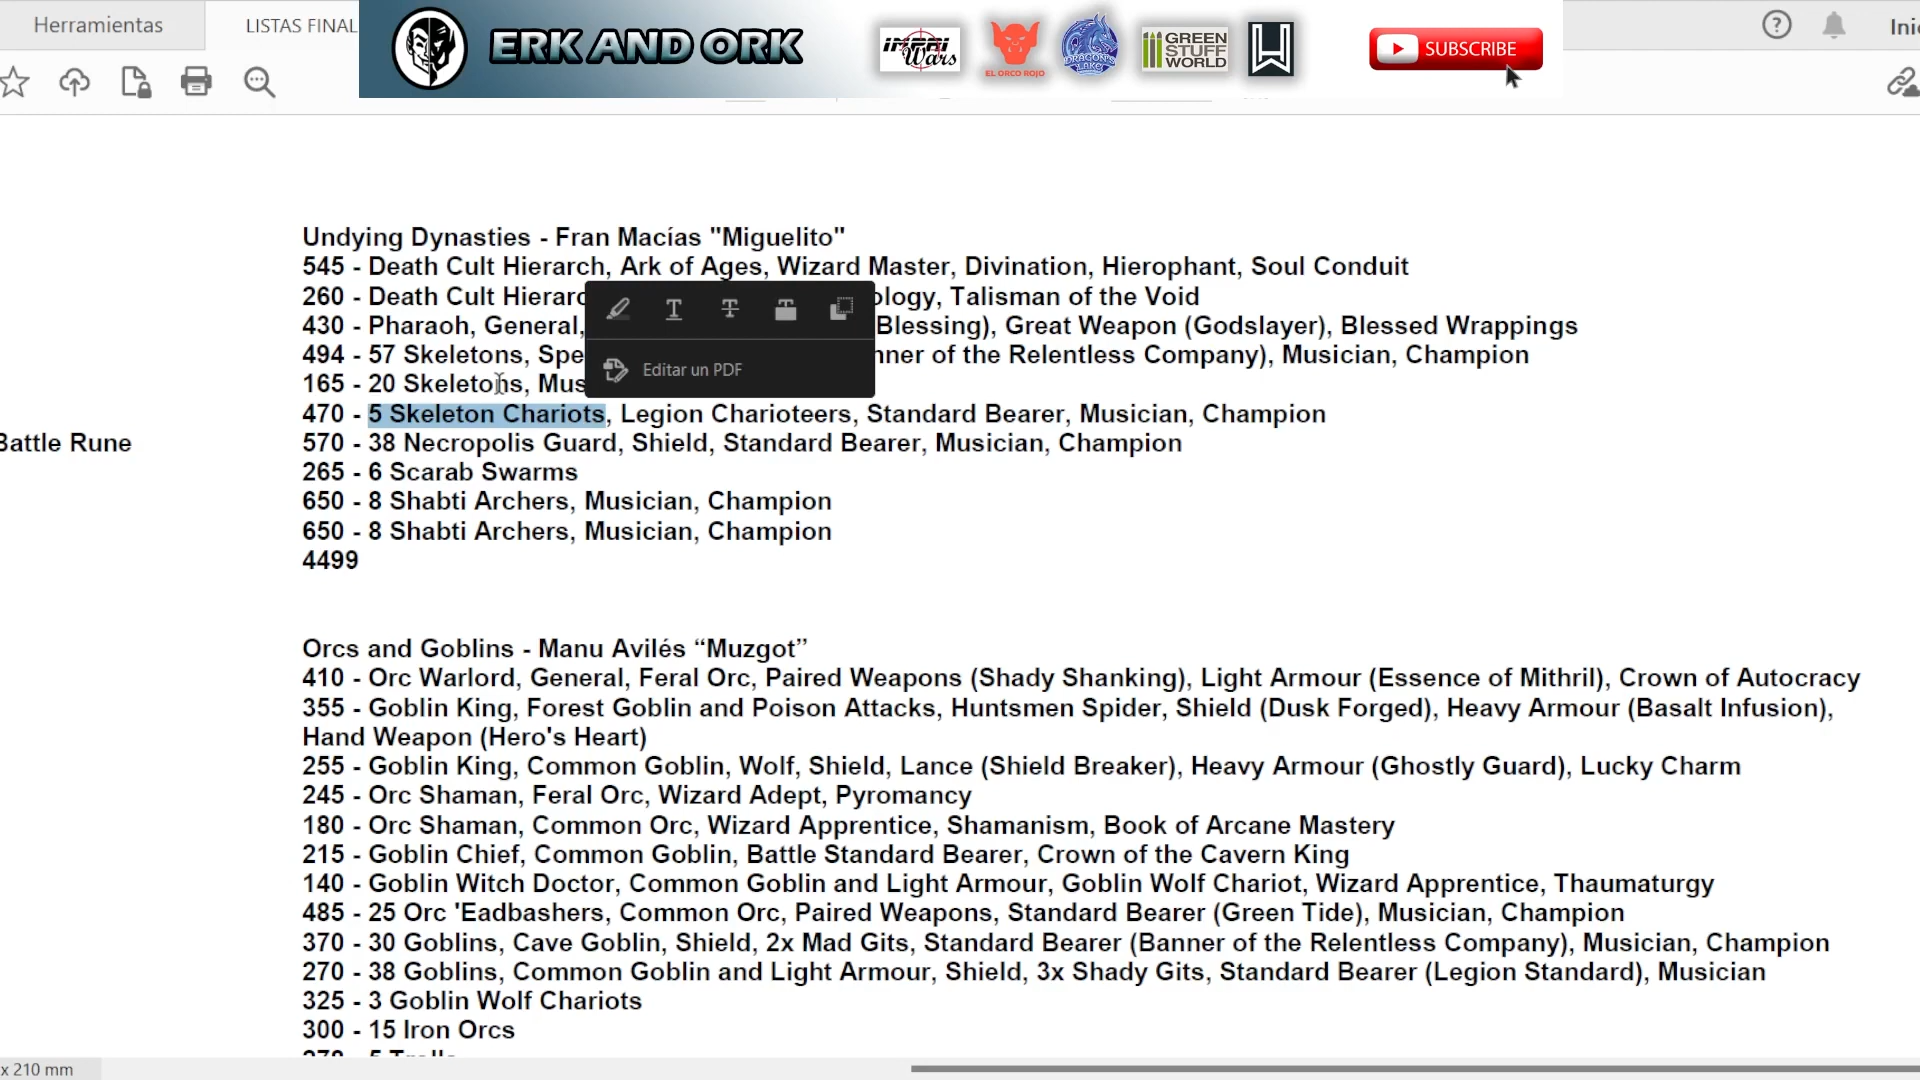 Herramientas
LISTAS FINAL
ERK AND ORK
IMPRI Wars
EL ORCO ROJO
DRAGON'S LAKE
GREEN STUFF WORLD
SUBSCRIBE
Undying Dynasties - Fran Macías "Miguelito"
545 - Death Cult Hierarch, Ark of Ages, Wizard Master, Divination, Hierophant, Soul Conduit
260 - Death Cult Hierarc ology, Talisman of the Void
430 - Pharaoh, General, Blessing), Great Weapon (Godslayer), Blessed Wrappings
494 - 57 Skeletons, Spe nner of the Relentless Company), Musician, Champion
165 - 20 Skeletons, Mus
Editar un PDF
470 - 5 Skeleton Chariots, Legion Charioteers, Standard Bearer, Musician, Champion
Battle Rune
570 - 38 Necropolis Guard, Shield, Standard Bearer, Musician, Champion
265 - 6 Scarab Swarms
650 - 8 Shabti Archers, Musician, Champion
650 - 8 Shabti Archers, Musician, Champion
4499
Orcs and Goblins - Manu Avilés “Muzgot”
410 - Orc Warlord, General, Feral Orc, Paired Weapons (Shady Shanking), Light Armour (Essence of Mithril), Crown of Autocracy
355 - Goblin King, Forest Goblin and Poison Attacks, Huntsmen Spider, Shield (Dusk Forged), Heavy Armour (Basalt Infusion),
Hand Weapon (Hero's Heart)
255 - Goblin King, Common Goblin, Wolf, Shield, Lance (Shield Breaker), Heavy Armour (Ghostly Guard), Lucky Charm
245 - Orc Shaman, Feral Orc, Wizard Adept, Pyromancy
180 - Orc Shaman, Common Orc, Wizard Apprentice, Shamanism, Book of Arcane Mastery
215 - Goblin Chief, Common Goblin, Battle Standard Bearer, Crown of the Cavern King
140 - Goblin Witch Doctor, Common Goblin and Light Armour, Goblin Wolf Chariot, Wizard Apprentice, Thaumaturgy
485 - 25 Orc 'Eadbashers, Common Orc, Paired Weapons, Standard Bearer (Green Tide), Musician, Champion
370 - 30 Goblins, Cave Goblin, Shield, 2x Mad Gits, Standard Bearer (Banner of the Relentless Company), Musician, Champion
270 - 38 Goblins, Common Goblin and Light Armour, Shield, 3x Shady Gits, Standard Bearer (Legion Standard), Musician
325 - 3 Goblin Wolf Chariots
300 - 15 Iron Orcs
x 210 mm